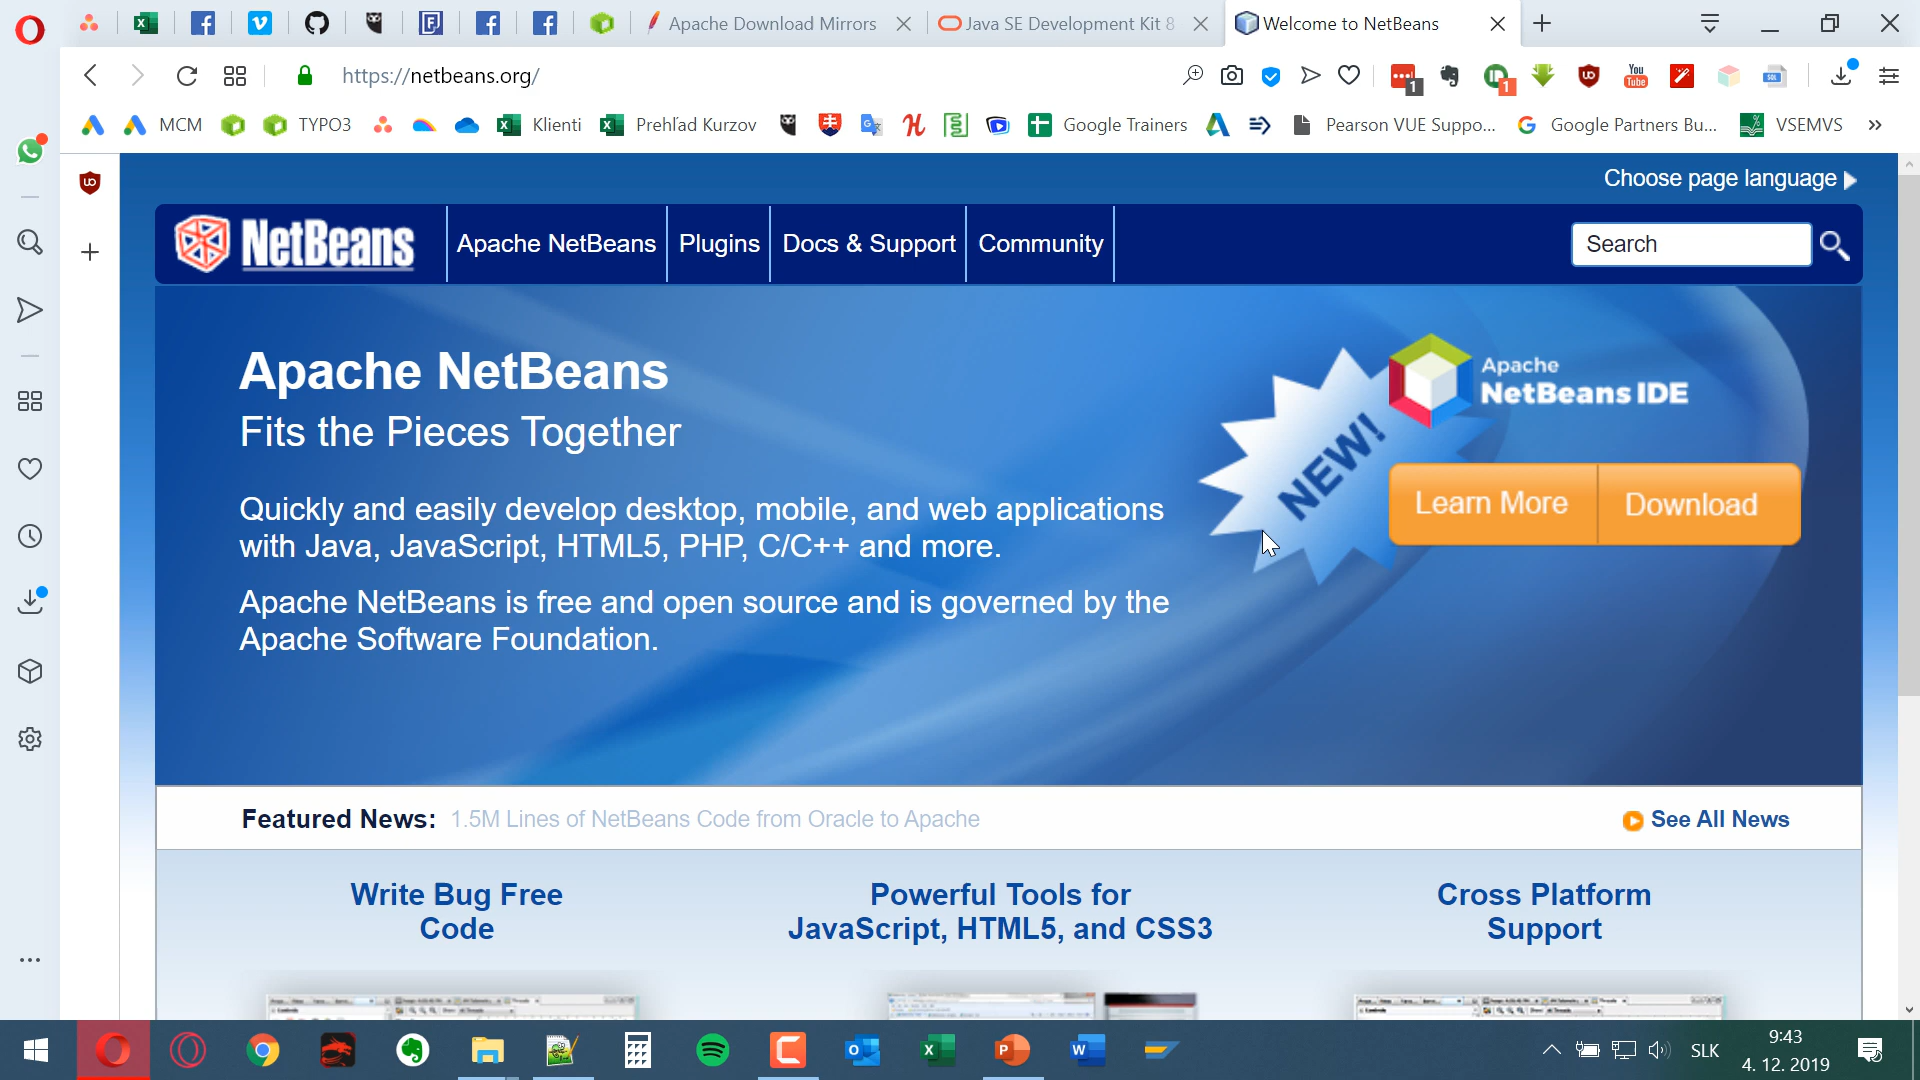 Apache Download Mirrors
Java SE Development Kit 8
Welcome to NetBeans
https://netbeans.org/
1
1
You Tube
SQL
MCM
TYPO3
Klienti
Prehľad Kurzov
Google Trainers
Pearson VUE Suppo...
Google Partners Bu...
VSEMVS
Choose page language
NetBeans
Apache NetBeans
Plugins
Docs & Support
Community
Search
Apache NetBeans
Fits the Pieces Together
Quickly and easily develop desktop, mobile, and web applications
with Java, JavaScript, HTML5, PHP, C/C++ and more.
Apache NetBeans is free and open source and is governed by the
Apache Software Foundation.
NEW!
Apache
NetBeans IDE
Learn More
Download
Featured News: 1.5M Lines of NetBeans Code from Oracle to Apache
See All News
Write Bug Free
Code
Powerful Tools for
JavaScript, HTML5, and CSS3
Cross Platform
Support
SLK
9:43
4. 12. 2019